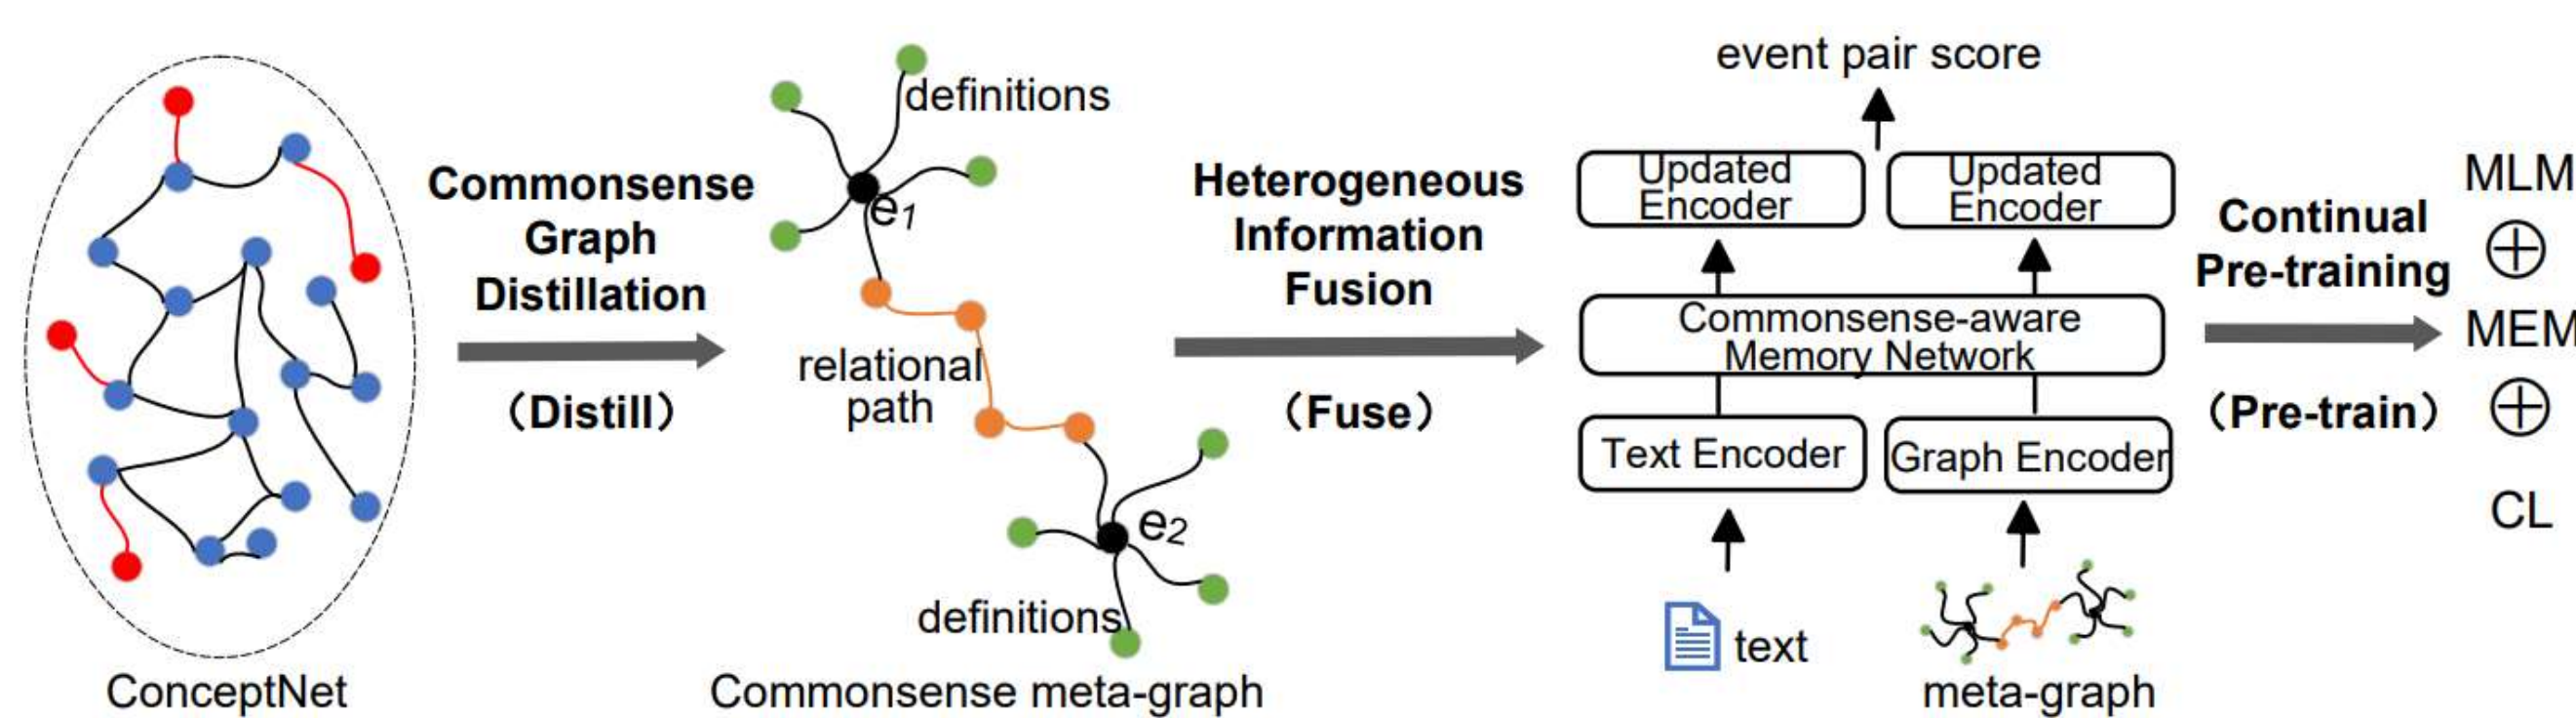 ConceptNet
Commonsense
Graph
Distillation
（Distill）
definitions
e1
relational
path
e2
definitions
Commonsense meta-graph
Heterogeneous
Information
Fusion
（Fuse）
event pair score
Updated
Encoder
Updated
Encoder
Commonsense-aware
Memory Network
Text Encoder
Graph Encoder
text
meta-graph
Continual
Pre-training
（Pre-train）
MLM
⊕
MEM
⊕
CL